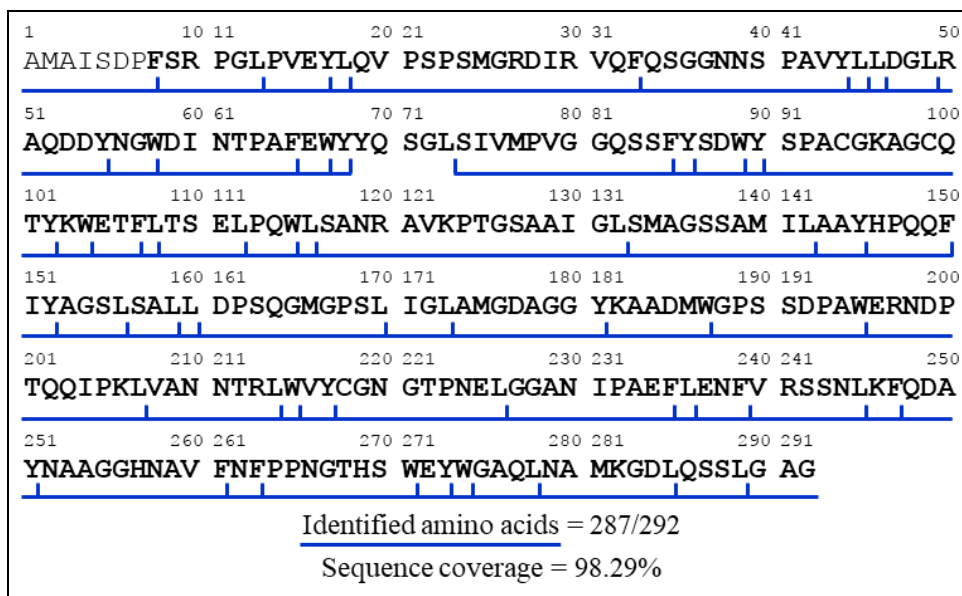 1 10 11 20 21 30 31 40 41 50
AMAISDPFSR PGLPVEYLQV PSPSMGRDIR VQFQSGGNNS PAVYLLDGLR
51 60 61 70 71 80 81 90 91 100
AQDDYNGWDI NTPAFEWYYQ SGLSIVMPVG GQSSFYSDWY SPACGKAGCQ
101 110 111 120 121 130 131 140 141 150
TYKWETFLTS ELPQWLSANR AVKPTGSAAI GLSMAGSSAM ILAAYHPQQF
151 160 161 170 171 180 181 190 191 200
IYAGSLSALL DPSQGMGPSL IGLAMGDAGG YKAADMWGPS SDPAWERNDP
201 210 211 220 221 230 231 240 241 250
TQQIPKLVAN NTRLWVYCGN GTPNELGGAN IPAEFLENFV RSSNLKFQDA
251 260 261 270 271 280 281 290 291
YNAAGGHNAV FNFPPNGTHS WEYWGAQLNA MKGDLQSSLG AG
Identified amino acids = 287/292
Sequence coverage = 98.29%